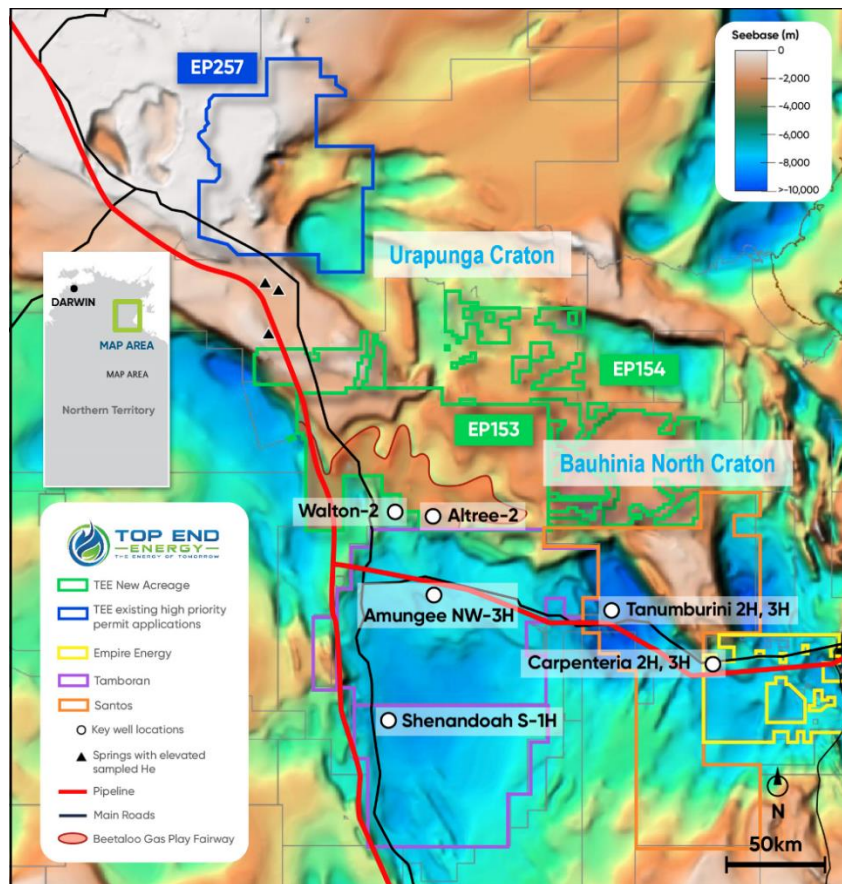 EP257
Seebase (m)
0
-2,000
-4,000
-6,000
-8,000
>-10,000
Urapunga Craton
DARWIN
MAP AREA
MAP AREA
Northern Territory
EP154
EP153
Bauhinia North Craton
Walton-2
Altree-2
Amungee NW-3H
Tanumburini 2H, 3H
Carpenteria 2H, 3H
Shenandoah S-1H
TOP END
ENERGY
THE ENERGY OF TOMORROW
TEE New Acreage
TEE existing high priority
permit applications
Empire Energy
Tamboran
Santos
Key well locations
Springs with elevated
sampled He
Pipeline
Main Roads
Beetaloo Gas Play Fairway
N
50km